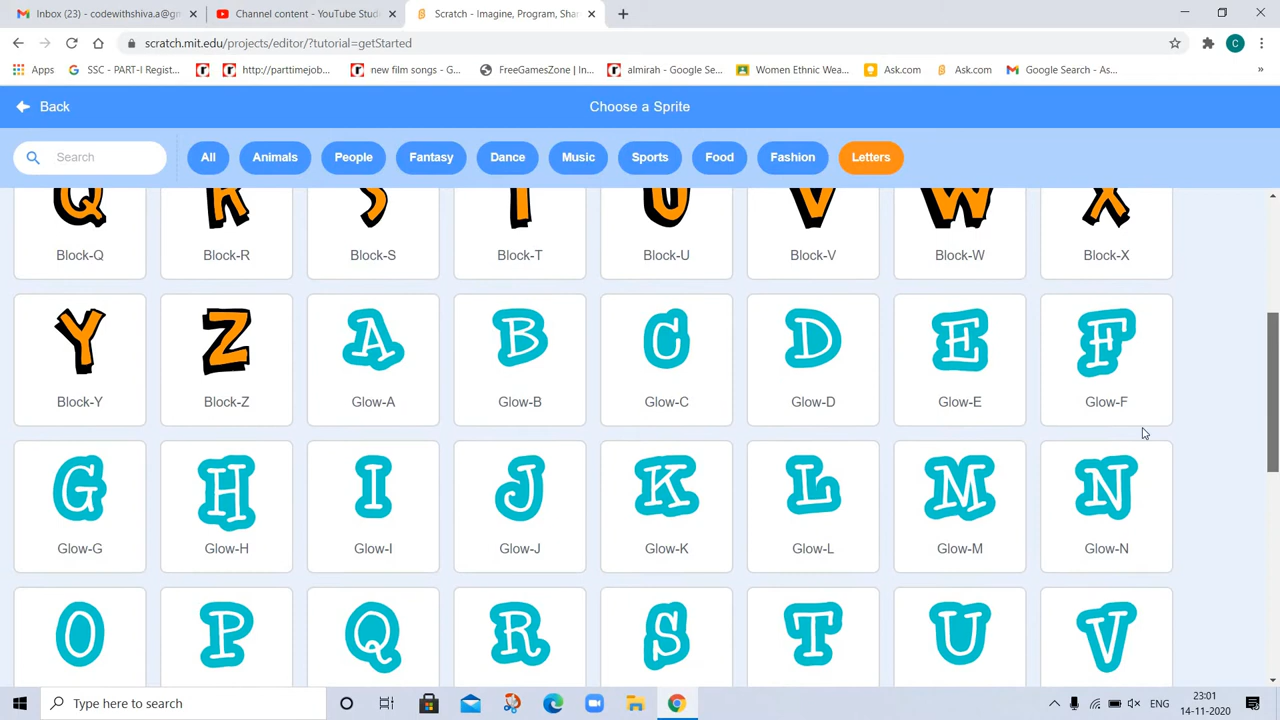 Inbox (23) - codewithshiva.a@gn
Channel content - YouTube Stud
Scratch - Imagine, Program, Shar
scratch.mit.edu/projects/editor/?tutorial=getStarted
Apps
SSC - PART-I Regist...
http://parttimejob...
new film songs - G...
FreeGamesZone | In...
almirah - Google Se...
Women Ethnic Wea...
Ask.com
Ask.com
Google Search - As...
»
C
Back
Choose a Sprite
Search
All
Animals
People
Fantasy
Dance
Music
Sports
Food
Fashion
Letters
Q R S T U V W X
Block-Q Block-R Block-S Block-T Block-U Block-V Block-W Block-X
Y Z A B C D E F
Block-Y Block-Z Glow-A Glow-B Glow-C Glow-D Glow-E Glow-F
G H I J K L M N
Glow-G Glow-H Glow-I Glow-J Glow-K Glow-L Glow-M Glow-N
O P Q R S T U V
Type here to search
ENG
23:01
14-11-2020